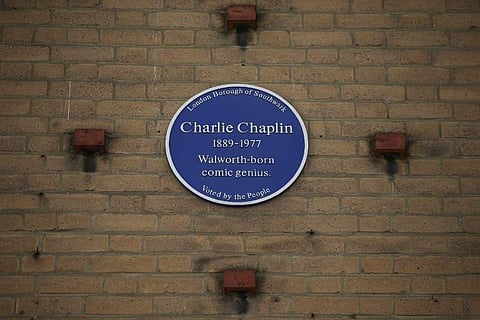 London Borough of Southwark
Charlie Chaplin
1889-1977
Walworth-born
comic genius.
Voted by the People